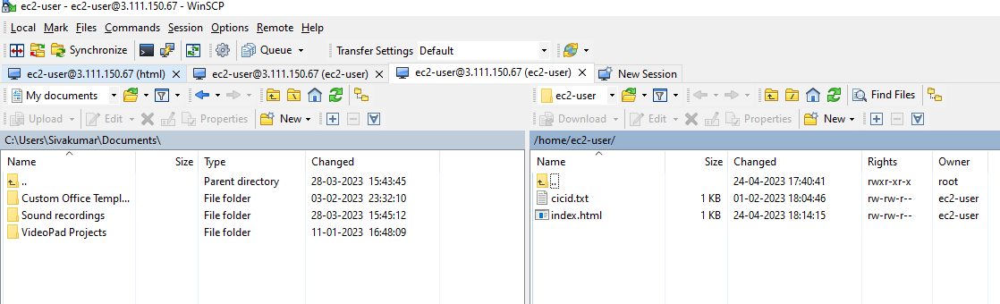 ec2-user - ec2-user@3.111.150.67 - WinSCP
Local Mark Files Commands Session Options Remote Help
Synchronize Queue Transfer Settings Default
ec2-user@3.111.150.67 (html) ec2-user@3.111.150.67 (ec2-user) ec2-user@3.111.150.67 (ec2-user) New Session
My documents ec2-user Find Files
Upload Edit Properties New Download Edit Properties New
C:\Users\Sivakumar\Documents\ /home/ec2-user/
Name Size Type Changed Name Size Changed Rights Owner
.. Parent directory 28-03-2023 15:43:45 .. 24-04-2023 17:40:41 rwxr-xr-x root
Custom Office Templ... File folder 03-02-2023 23:32:10 cicid.txt 1 KB 01-02-2023 18:04:46 rw-rw-r-- ec2-user
Sound recordings File folder 28-03-2023 15:45:12 index.html 1 KB 24-04-2023 18:14:15 rw-rw-r-- ec2-user
VideoPad Projects File folder 11-01-2023 16:48:09